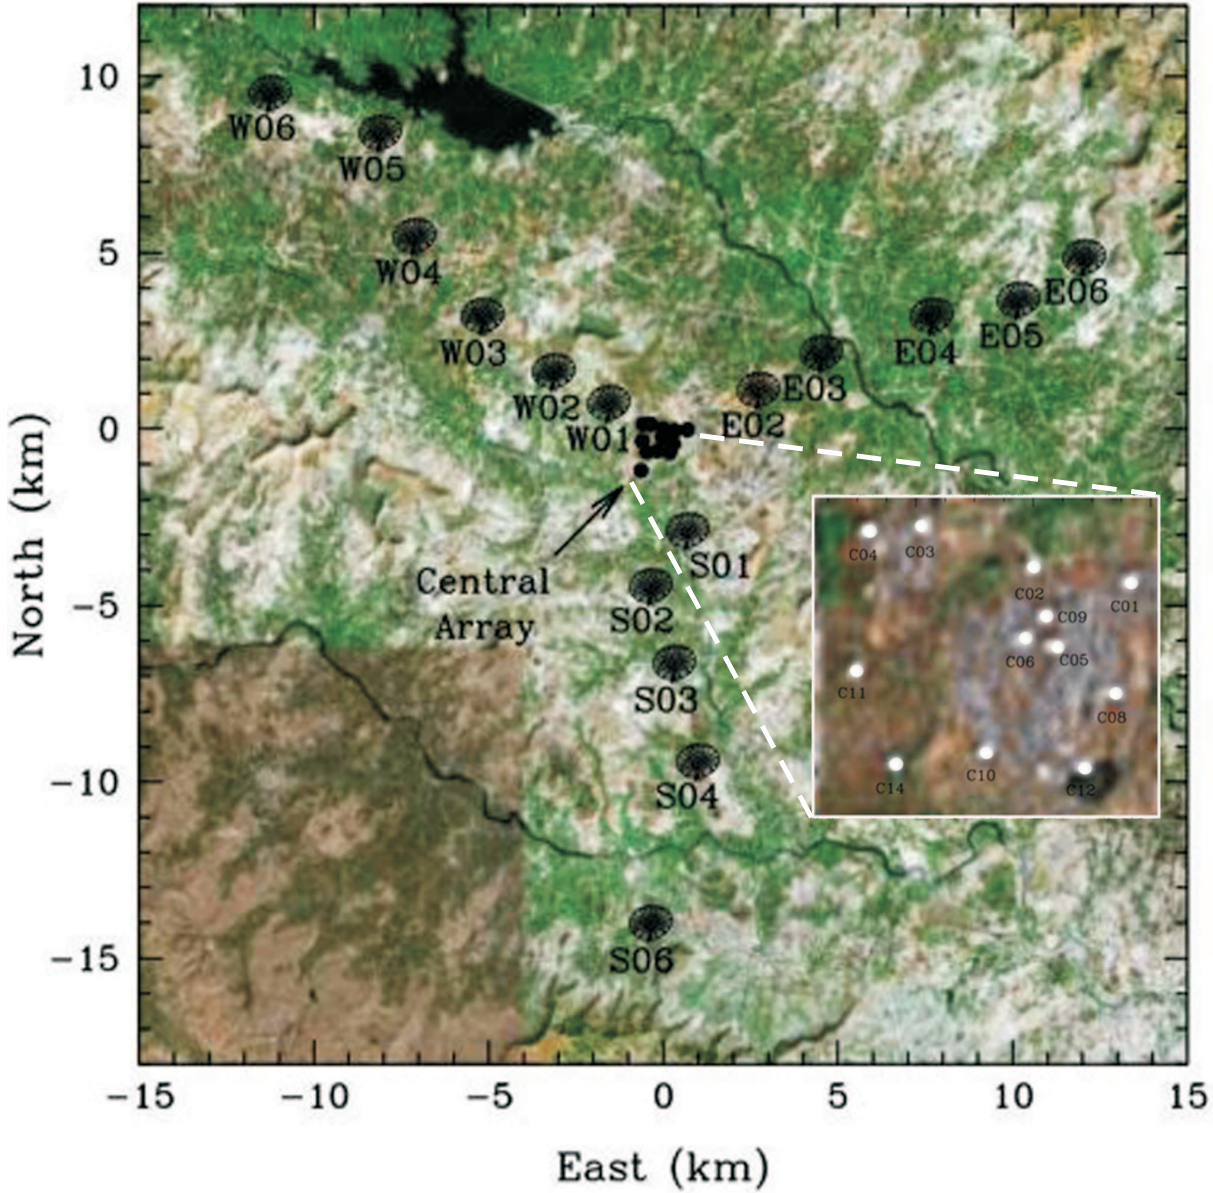 10
W06
W05
5
W04
E06
W03
E05
E04
E03
W02
E02
0
W01
S01
Central
Array
-5
S02
S03
-10
S04
-15
S06
North (km)
C04
C03
C02
C01
C09
C06
C05
C11
C08
C10
C14
C12
-15
-10
-5
0
5
10
15
East (km)